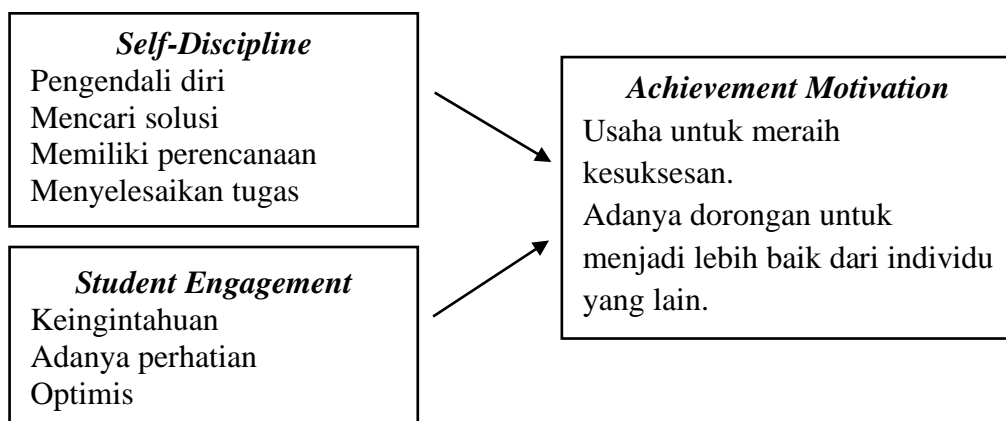 Self-Discipline
Pengendali diri
Mencari solusi
Memiliki perencanaan
Menyelesaikan tugas
Student Engagement
Keingintahuan
Adanya perhatian
Optimis
Achievement Motivation
Usaha untuk meraih
kesuksesan.
Adanya dorongan untuk
menjadi lebih baik dari individu
yang lain.